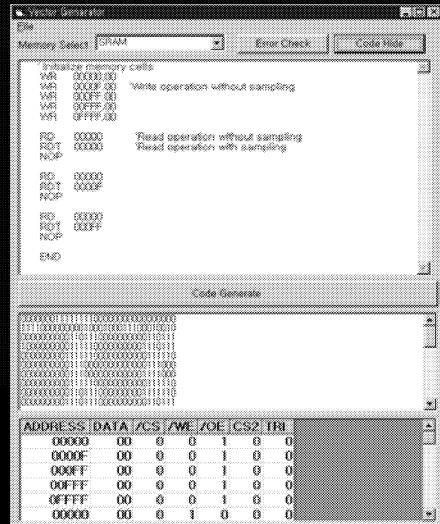 Vector Generator
File
Memory Select SRAM Error Check Code Hide
'Initialize memory cells
WR 00000,00
WR 0000F,00 'Write operation without sampling
WR 000FF,00
WR 00FFF,00
WR 0FFFF,00
RD 00000 'Read operation without sampling
RDT 00000 'Read operation with sampling
NOP
RD 00000
RDT 0000F
NOP
RD 00000
RDT 000FF
NOP
END
Code Generate
ADDRESS DATA /CS /WE /OE CS2 TRI
00000 00 0 0 1 0 0
0000F 00 0 0 1 0 0
000FF 00 0 0 1 0 0
00FFF 00 0 0 1 0 0
0FFFF 00 0 0 1 0 0
00000 00 0 1 0 0 0